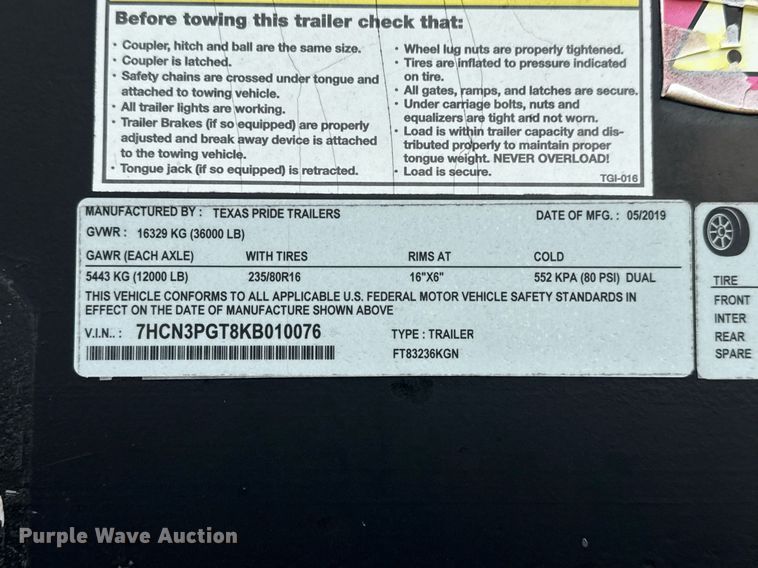 Before towing this trailer check that:
• Coupler, hitch and ball are the same size.
• Coupler is latched.
• Safety chains are crossed under tongue and
attached to towing vehicle.
• All trailer lights are working.
• Trailer Brakes (if so equipped) are properly
adjusted and break away device is attached
to the towing vehicle.
• Tongue jack (if so equipped) is retracted.
• Wheel lug nuts are properly tightened.
• Tires are inflated to pressure indicated
on tire.
• All gates, ramps, and latches are secure.
• Under carriage bolts, nuts and
equalizers are tight and not worn.
• Load is within trailer capacity and dis-
tributed properly to maintain proper
tongue weight. NEVER OVERLOAD!
• Load is secure.
TGI-016
MANUFACTURED BY : TEXAS PRIDE TRAILERS DATE OF MFG. : 05/2019
GVWR : 16329 KG (36000 LB)
GAWR (EACH AXLE) WITH TIRES RIMS AT COLD
5443 KG (12000 LB) 235/80R16 16"X6" 552 KPA (80 PSI) DUAL
THIS VEHICLE CONFORMS TO ALL APPLICABLE U.S. FEDERAL MOTOR VEHICLE SAFETY STANDARDS IN
EFFECT ON THE DATE OF MANUFACTURE SHOWN ABOVE
V.I.N.. : 7HCN3PGT8KB010076 TYPE : TRAILER
FT83236KGN
TIRE
FRONT
INTER
REAR
SPARE
Purple Wave Auction